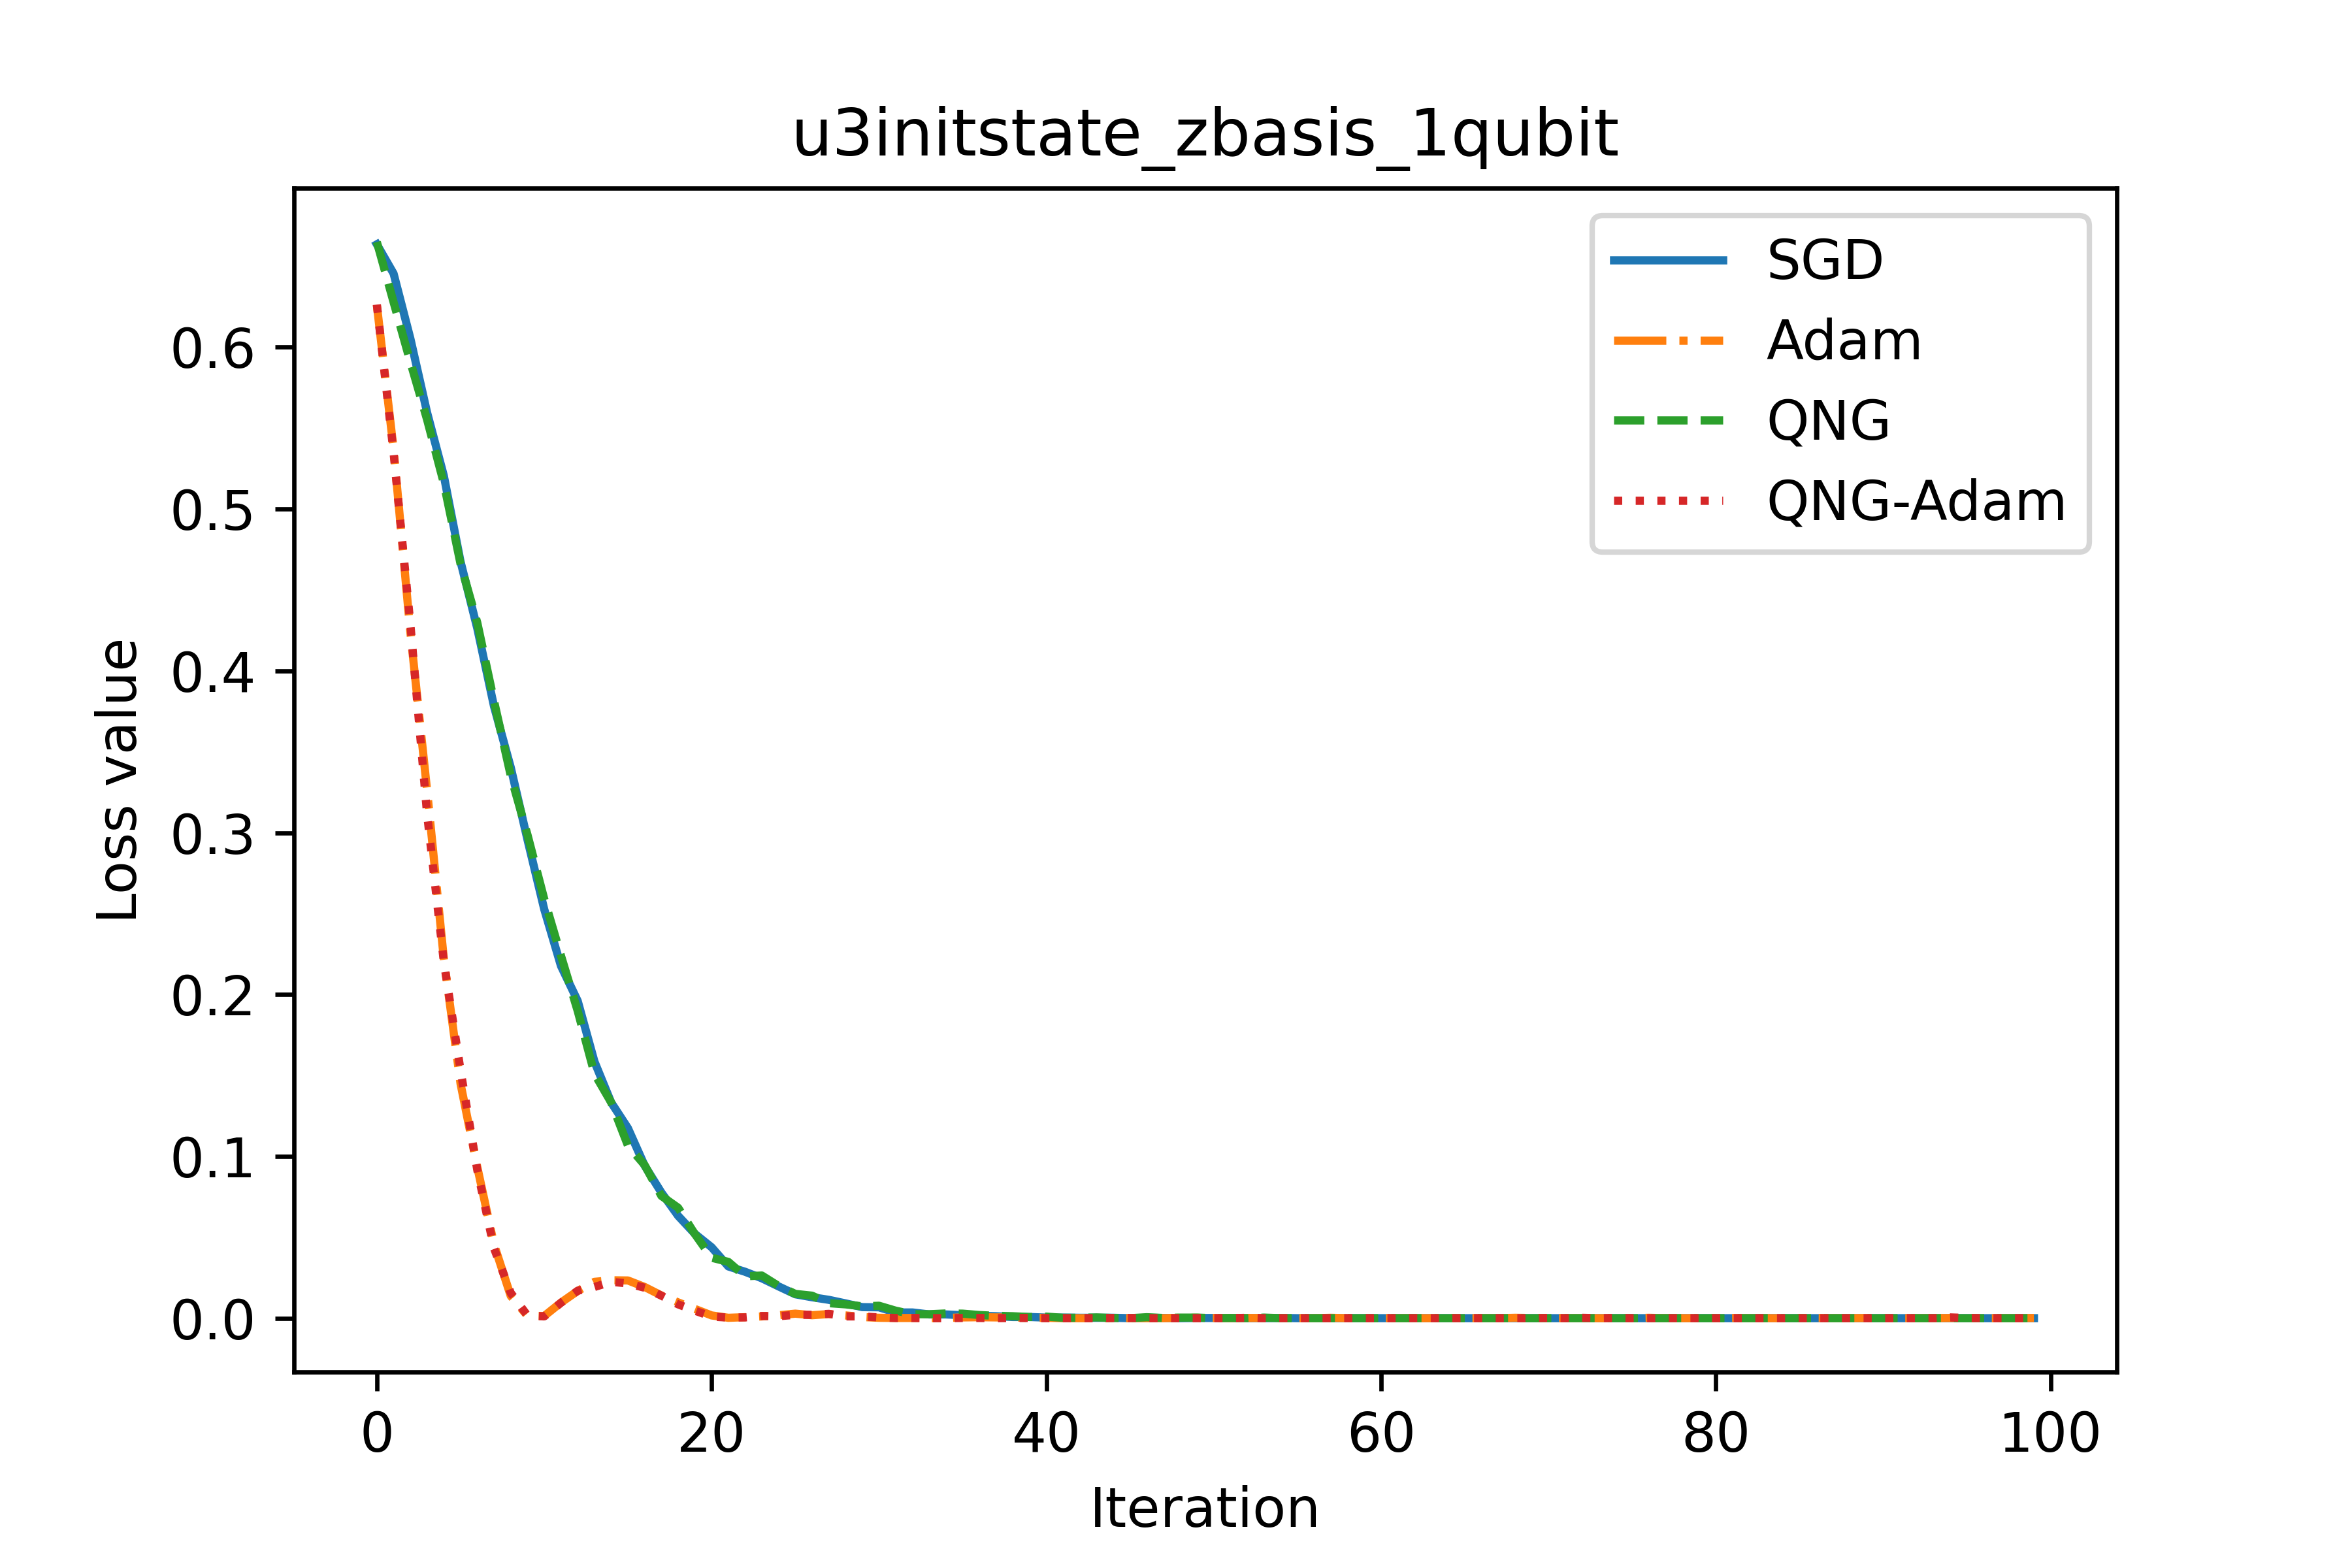 u3initstate_zbasis_1qubit
SGD
Adam
QNG
QNG-Adam
Loss value
0.6
0.5
0.4
0.3
0.2
0.1
0.0
0 20 40 60 80 100
Iteration